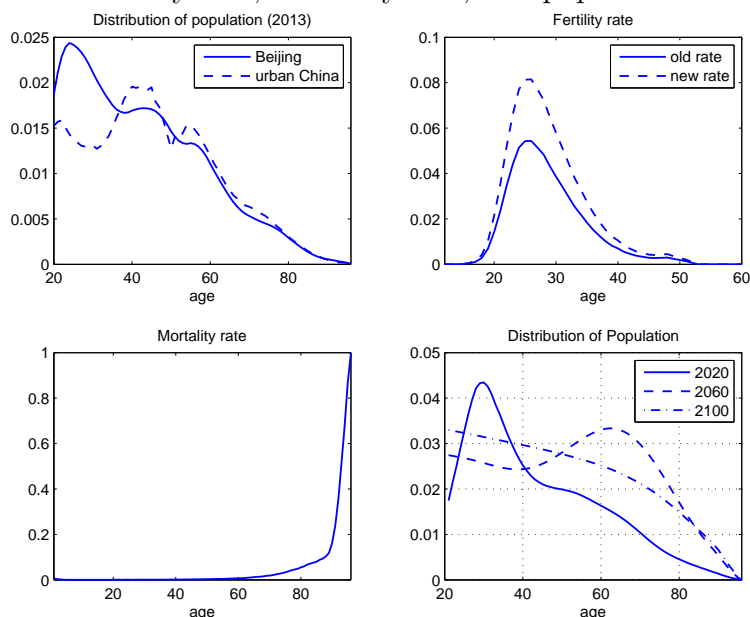 Distribution of population (2013)
0.025
0.02
0.015
0.01
0.005
0
20 40 60 80
age
Beijing
urban China
Fertility rate
0.1
0.08
0.06
0.04
0.02
0
20 30 40 50 60
age
old rate
new rate
Mortality rate
1
0.8
0.6
0.4
0.2
0
20 40 60 80
age
Distribution of Population
0.05
0.04
0.03
0.02
0.01
0
20 40 60 80
age
2020
2060
2100